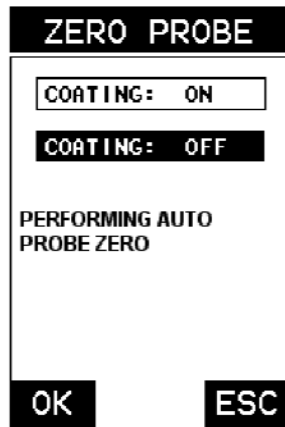 ZERO PROBE
COATING: ON
COATING: OFF
PERFORMING AUTO
PROBE ZERO
OK ESC